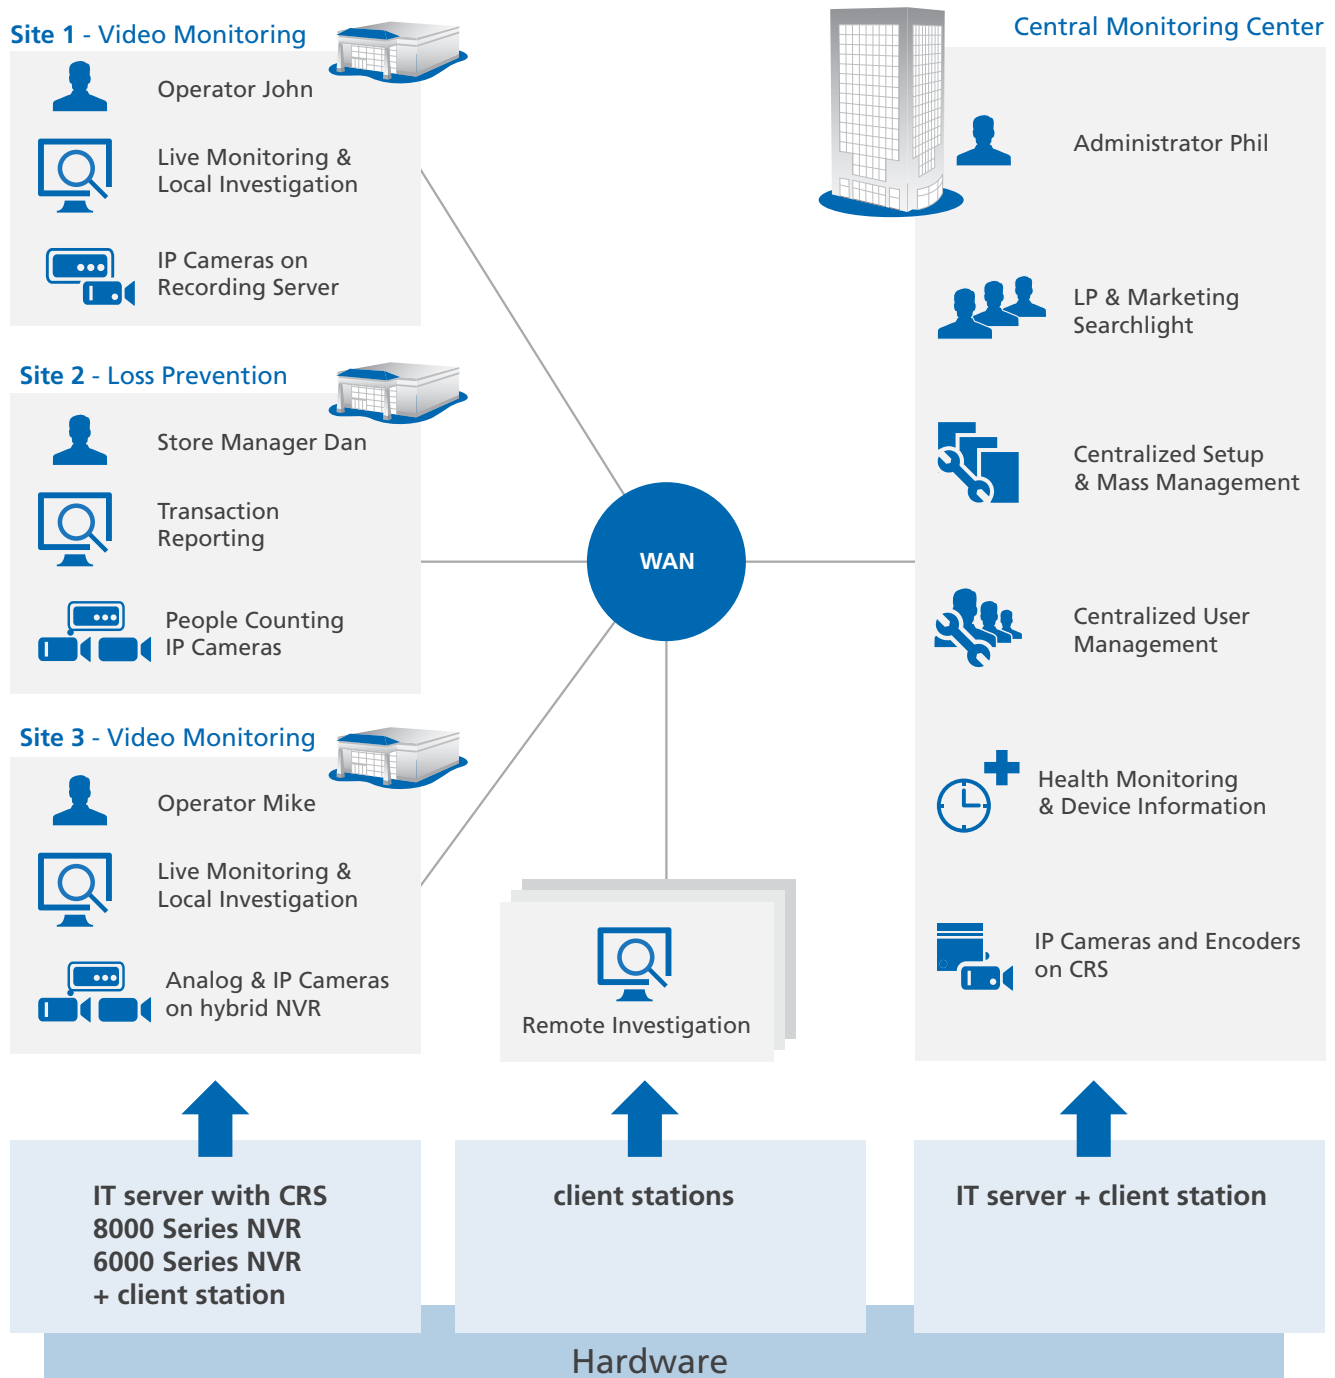 Site 1 - Video Monitoring
Operator John
Live Monitoring &
Local Investigation
IP Cameras on
Recording Server
Site 2 - Loss Prevention
Store Manager Dan
Transaction
Reporting
People Counting
IP Cameras
Site 3 - Video Monitoring
Operator Mike
Live Monitoring &
Local Investigation
Analog & IP Cameras
on hybrid NVR
WAN
Remote Investigation
Central Monitoring Center
Administrator Phil
LP & Marketing
Searchlight
Centralized Setup
& Mass Management
Centralized User
Management
Health Monitoring
& Device Information
IP Cameras and Encoders
on CRS
IT server with CRS
8000 Series NVR
6000 Series NVR
+ client station
client stations
IT server + client station
Hardware